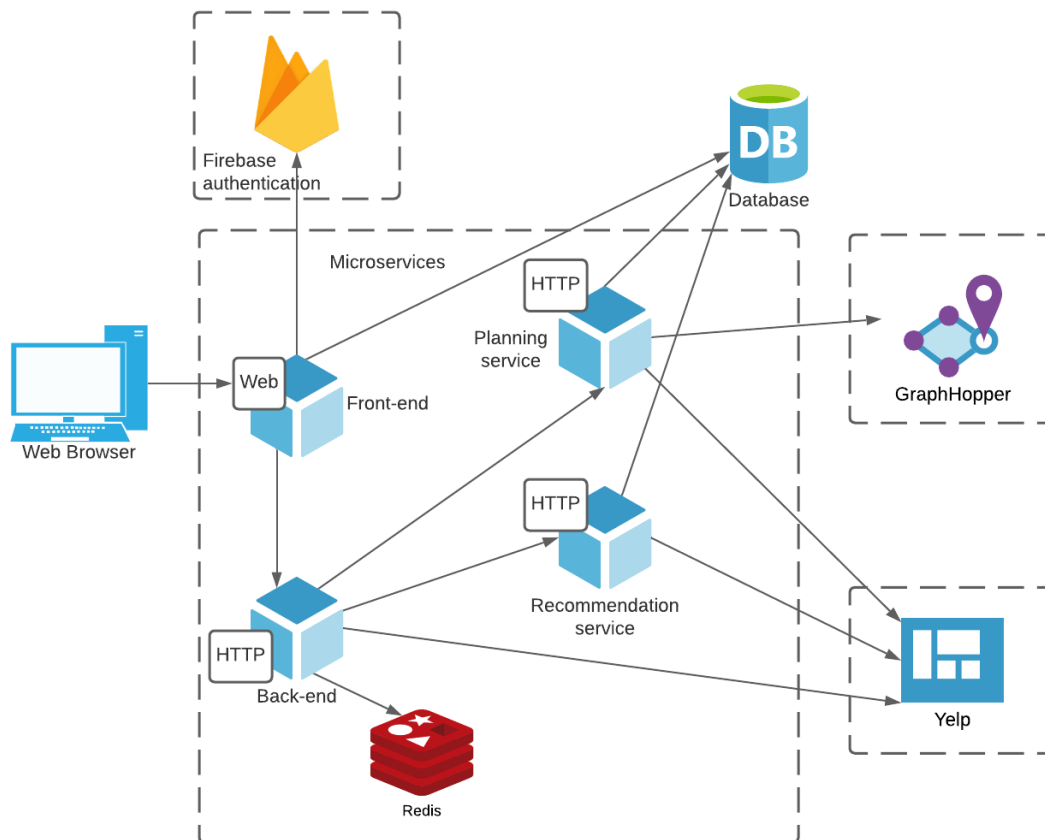 Firebase
authentication
DB
Database
Microservices
HTTP
Planning
service
GraphHopper
Web
Front-end
Web Browser
HTTP
Recommendation
service
HTTP
Back-end
Yelp
Redis